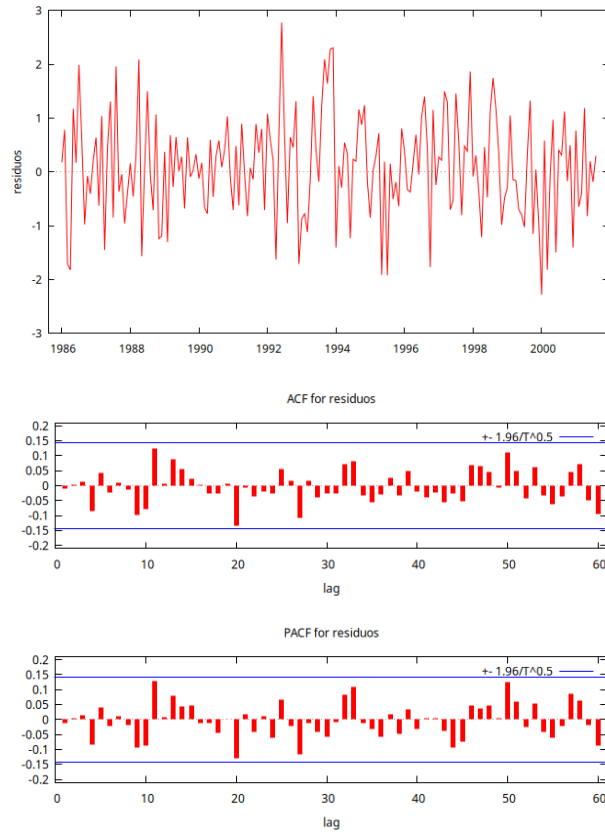 3
2
1
0
-1
-2
-3
residuos
1986 1988 1990 1992 1994 1996 1998 2000
ACF for residuos
0.2
0.15
0.1
0.05
0
-0.05
-0.1
-0.15
-0.2
+- 1.96/T^0.5
0 10 20 30 40 50 60
lag
PACF for residuos
0.2
0.15
0.1
0.05
0
-0.05
-0.1
-0.15
-0.2
+- 1.96/T^0.5
0 10 20 30 40 50 60
lag